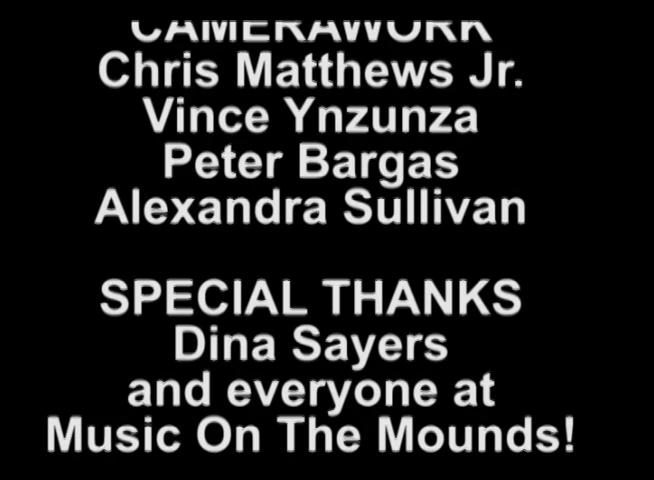 CAMERAWORK
Chris Matthews Jr.
Vince Ynzunza
Peter Bargas
Alexandra Sullivan
SPECIAL THANKS
Dina Sayers
and everyone at
Music On The Mounds!